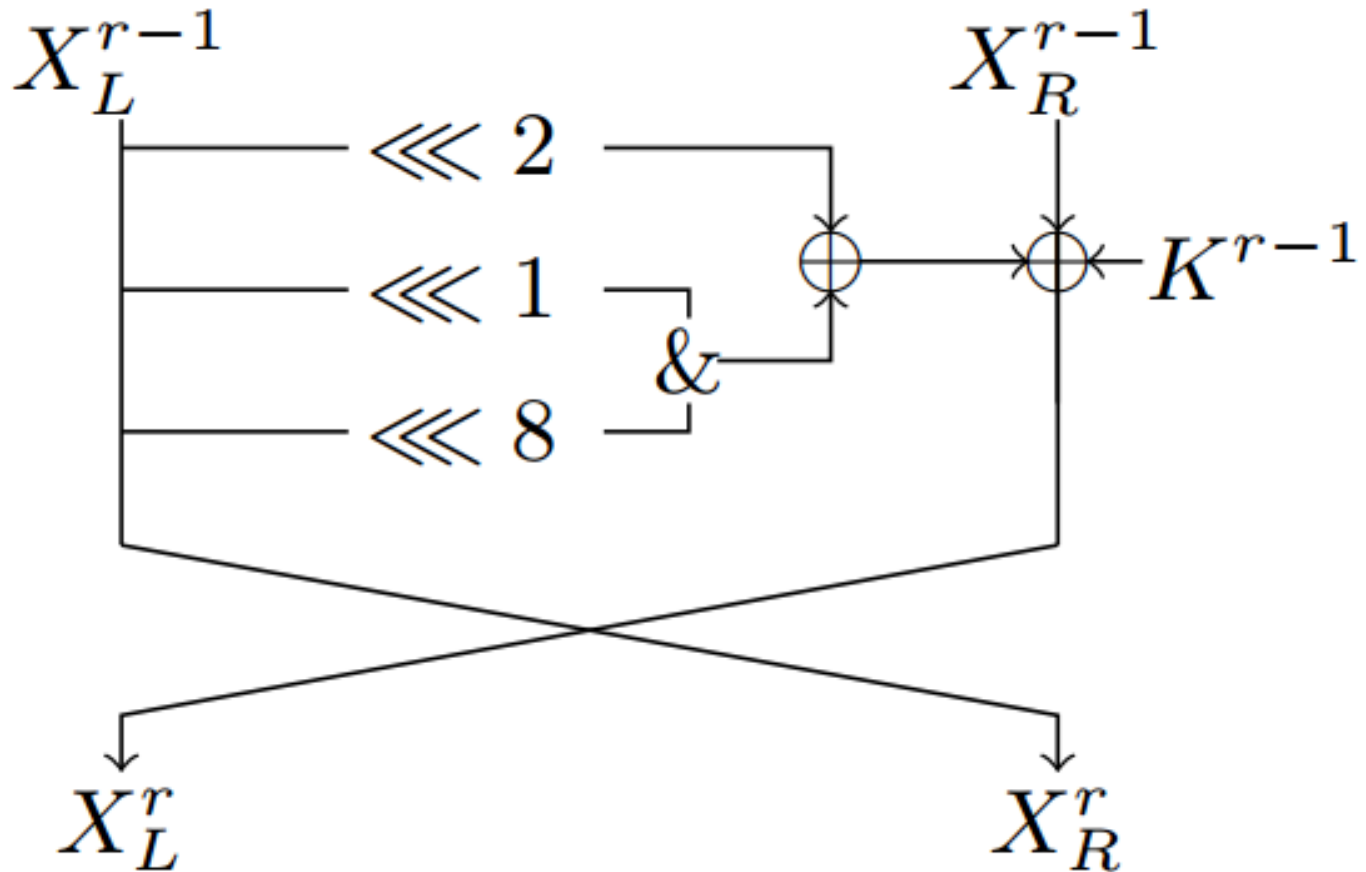 X_L^{r-1} X_R^{r-1}
⋘ 2
⋘ 1
K^{r-1}
&
⋘ 8
X_L^r X_R^r